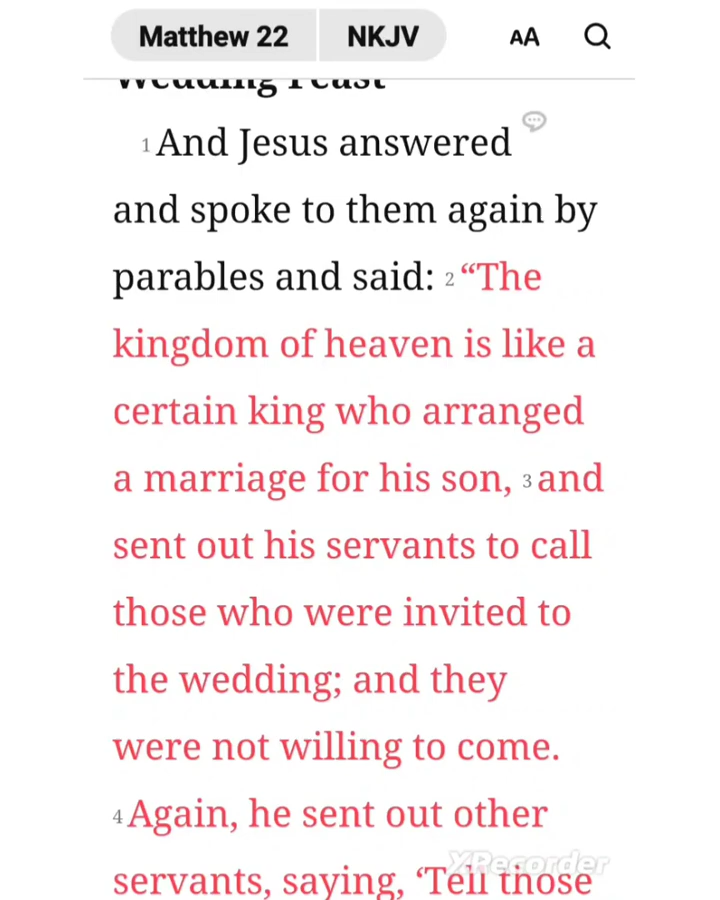 Matthew 22 NKJV AA
Wedding Feast
1 And Jesus answered
and spoke to them again by
parables and said: 2 “The
kingdom of heaven is like a
certain king who arranged
a marriage for his son, 3 and
sent out his servants to call
those who were invited to
the wedding; and they
were not willing to come.
4 Again, he sent out other
servants, saying, ‘Tell those
XRecorder